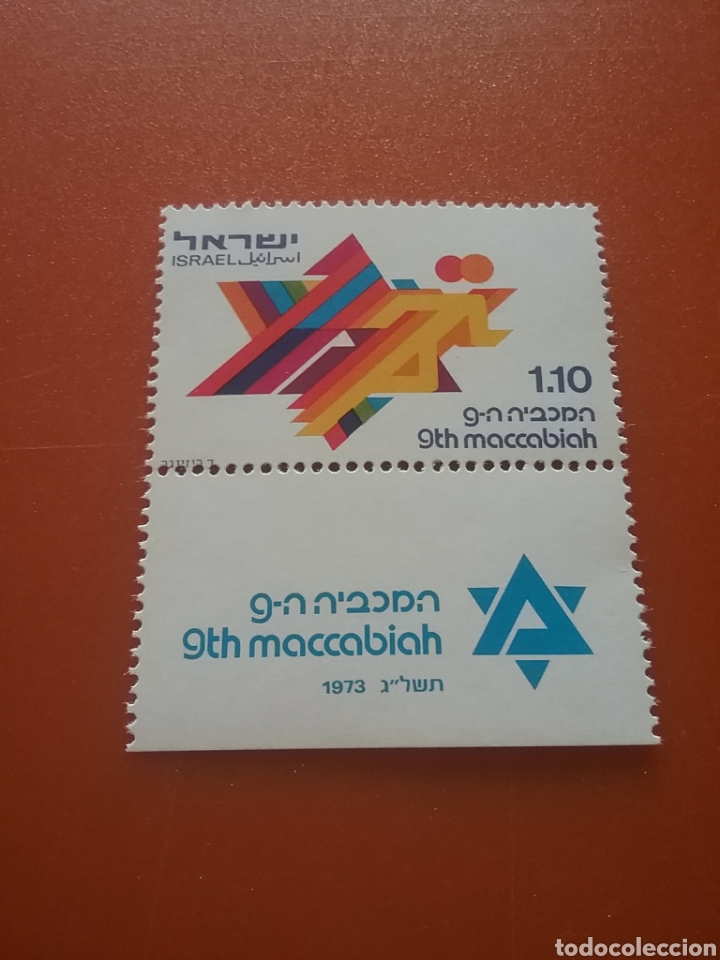 ישראל
ISRAEL اسرائيل
1.10
המכביה ה-9
9th maccabiah
המכביה ה-9
9th maccabiah
תשל״ג 1973
todocoleccion